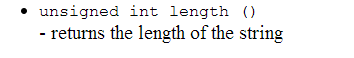 • unsigned int length ()
- returns the length of the string